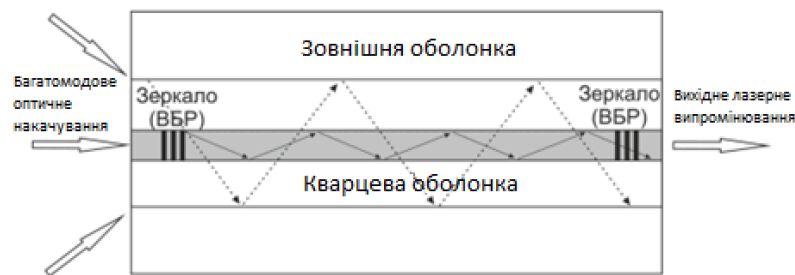 Зовнішня оболонка
Багатомодове
оптичне
накачування
Зеркало
(ВБР)
Зеркало
(ВБР)
Вихідне лазерне
випромінювання
Кварцева оболонка